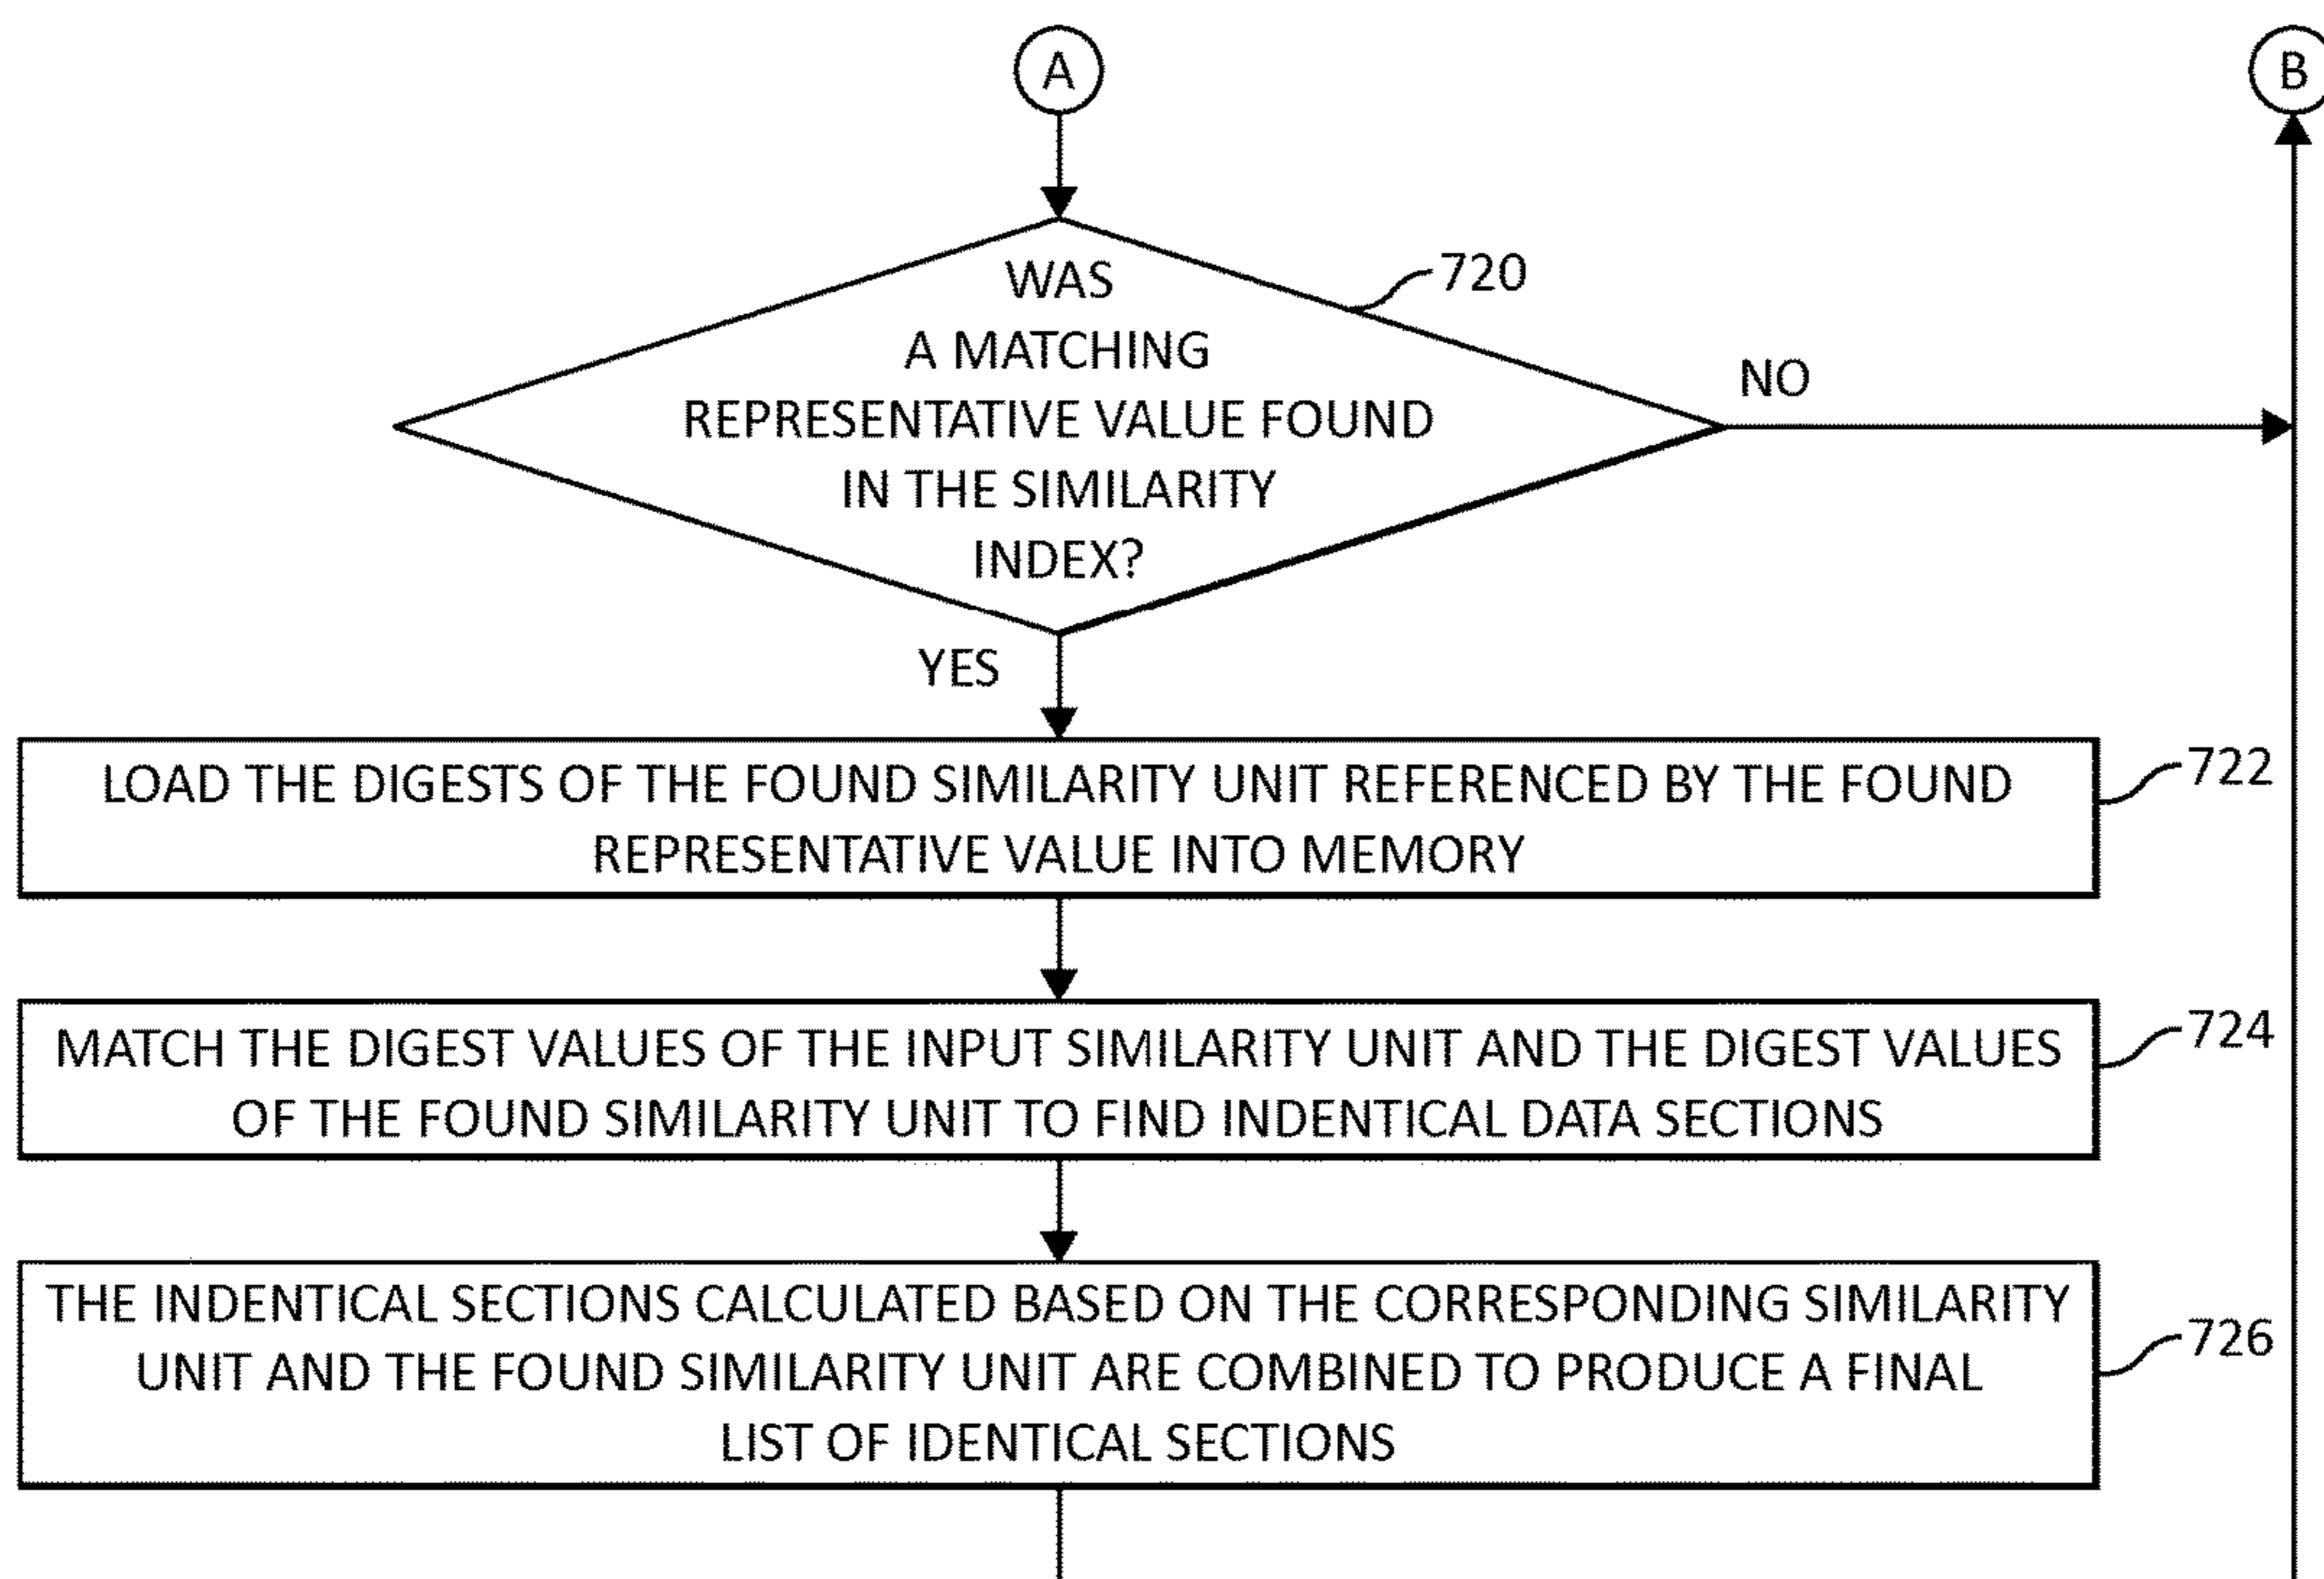 A
B
WAS
A MATCHING
REPRESENTATIVE VALUE FOUND
IN THE SIMILARITY
INDEX?
720
NO
YES
LOAD THE DIGESTS OF THE FOUND SIMILARITY UNIT REFERENCED BY THE FOUND
REPRESENTATIVE VALUE INTO MEMORY
722
MATCH THE DIGEST VALUES OF THE INPUT SIMILARITY UNIT AND THE DIGEST VALUES
OF THE FOUND SIMILARITY UNIT TO FIND INDENTICAL DATA SECTIONS
724
THE INDENTICAL SECTIONS CALCULATED BASED ON THE CORRESPONDING SIMILARITY
UNIT AND THE FOUND SIMILARITY UNIT ARE COMBINED TO PRODUCE A FINAL
LIST OF IDENTICAL SECTIONS
726